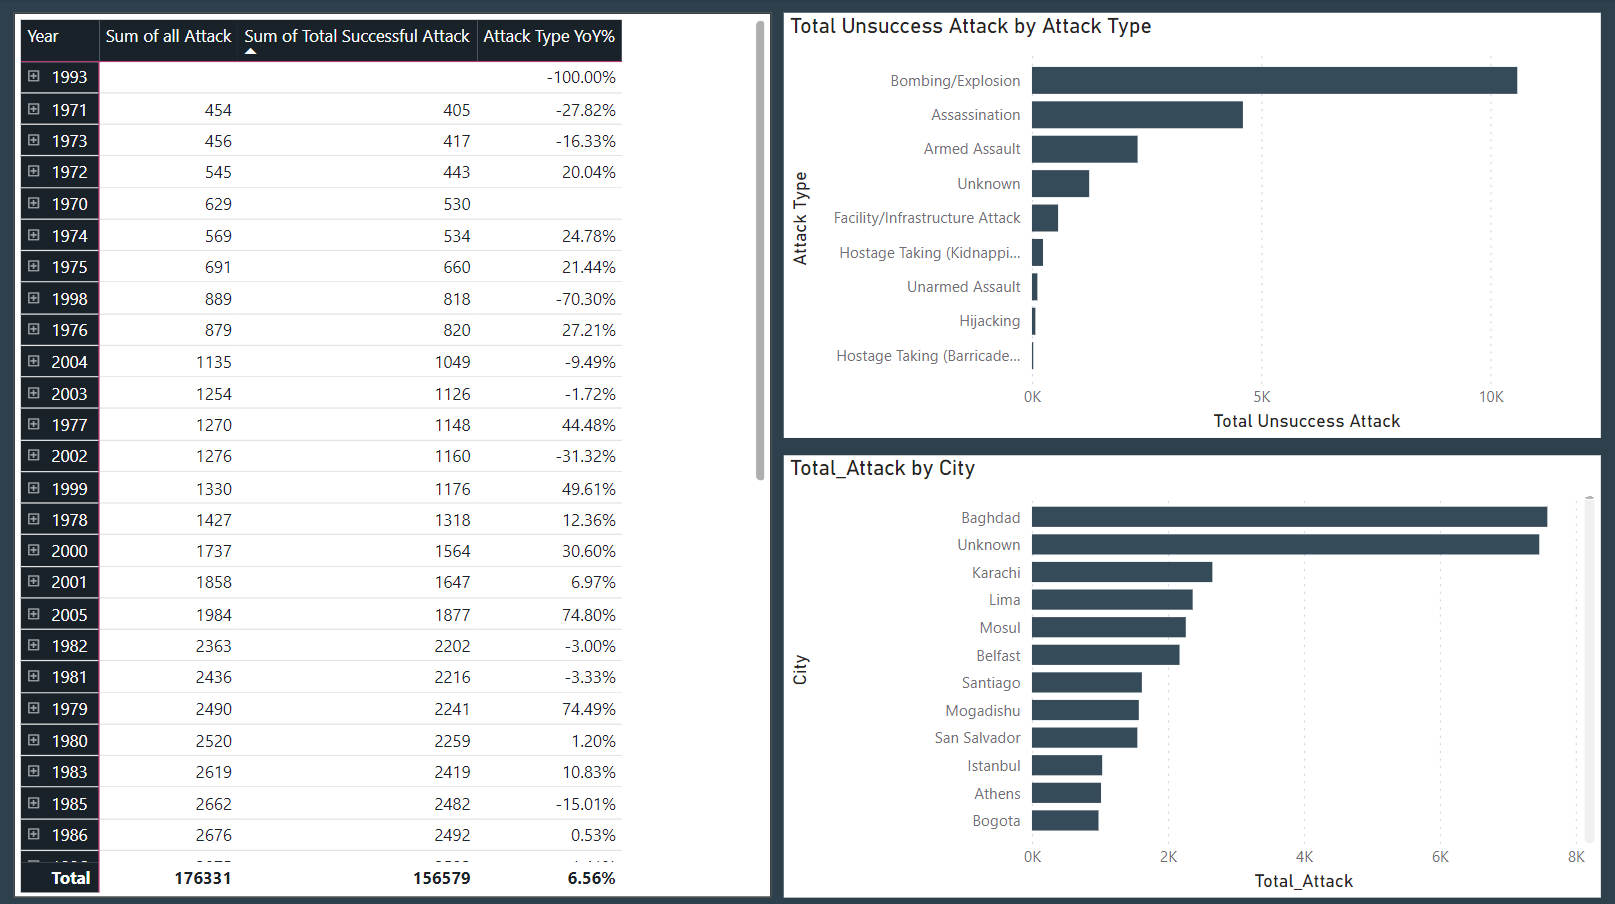 Year Sum of all Attack Sum of Total Successful Attack Attack Type YoY%
1993 -100.00%
1971 454 405 -27.82%
1973 456 417 -16.33%
1972 545 443 20.04%
1970 629 530
1974 569 534 24.78%
1975 691 660 21.44%
1998 889 818 -70.30%
1976 879 820 27.21%
2004 1135 1049 -9.49%
2003 1254 1126 -1.72%
1977 1270 1148 44.48%
2002 1276 1160 -31.32%
1999 1330 1176 49.61%
1978 1427 1318 12.36%
2000 1737 1564 30.60%
2001 1858 1647 6.97%
2005 1984 1877 74.80%
1982 2363 2202 -3.00%
1981 2436 2216 -3.33%
1979 2490 2241 74.49%
1980 2520 2259 1.20%
1983 2619 2419 10.83%
1985 2662 2482 -15.01%
1986 2676 2492 0.53%
Total 176331 156579 6.56%
Total Unsuccess Attack by Attack Type
Attack Type
Bombing/Explosion
Assassination
Armed Assault
Unknown
Facility/Infrastructure Attack
Hostage Taking (Kidnappi...
Unarmed Assault
Hijacking
Hostage Taking (Barricade...
0K 5K 10K
Total Unsuccess Attack
Total_Attack by City
City
Baghdad
Unknown
Karachi
Lima
Mosul
Belfast
Santiago
Mogadishu
San Salvador
Istanbul
Athens
Bogota
0K 2K 4K 6K 8K
Total_Attack